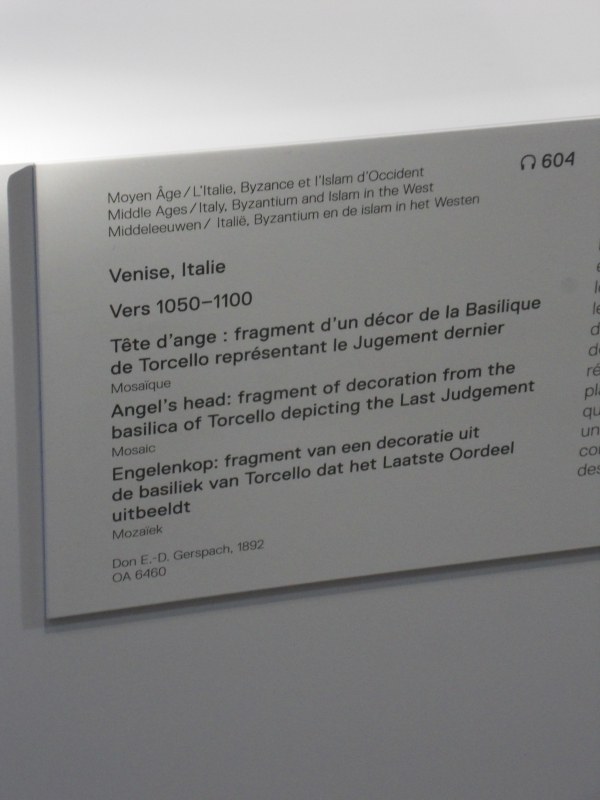 604
Moyen Âge / L'Italie, Byzance et l'Islam d'Occident
Middle Ages / Italy, Byzantium and Islam in the West
Middeleeuwen / Italië, Byzantium en de islam in het Westen
Venise, Italie
Vers 1050–1100
Tête d'ange : fragment d'un décor de la Basilique
de Torcello représentant le Jugement dernier
Mosaïque
Angel's head: fragment of decoration from the
basilica of Torcello depicting the Last Judgement
Mosaic
Engelenkop: fragment van een decoratie uit
de basiliek van Torcello dat het Laatste Oordeel
uitbeeldt
Mozaïek
Don E.-D. Gerspach, 1892
OA 6460